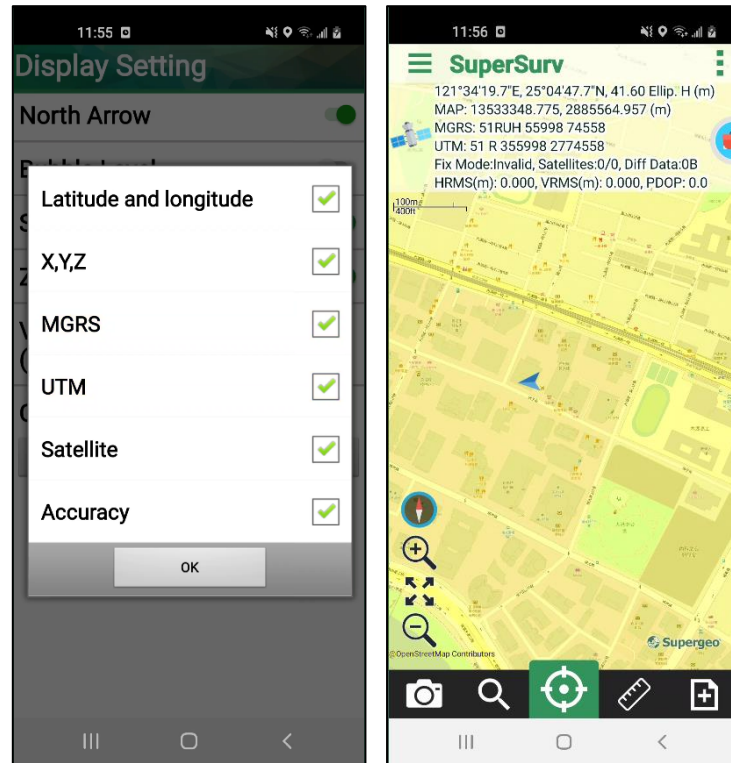 11:55
Display Setting
North Arrow
Latitude and longitude
X,Y,Z
MGRS
UTM
Satellite
Accuracy
OK
11:56
SuperSurv
121°34'19.7"E, 25°04'47.7"N, 41.60 Ellip. H (m)
MAP: 13533348.775, 2885564.957 (m)
MGRS: 51RUH 55998 74558
UTM: 51 R 355998 2774558
Fix Mode:Invalid, Satellites:0/0, Diff Data:0B
HRMS(m): 0.000, VRMS(m): 0.000, PDOP: 0.0
100m
400ft
Supergeo
©OpenStreetMap Contributors